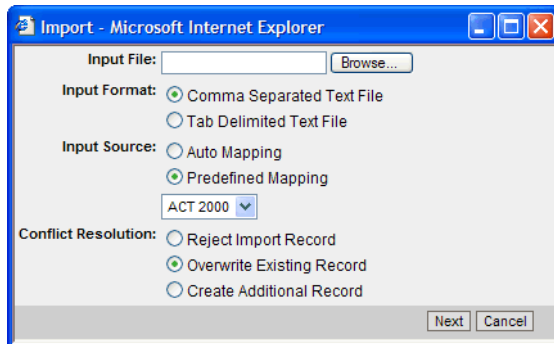 Import - Microsoft Internet Explorer
Input File: Browse...
Input Format: Comma Separated Text File
Tab Delimited Text File
Input Source: Auto Mapping
Predefined Mapping
ACT 2000
Conflict Resolution: Reject Import Record
Overwrite Existing Record
Create Additional Record
Next Cancel